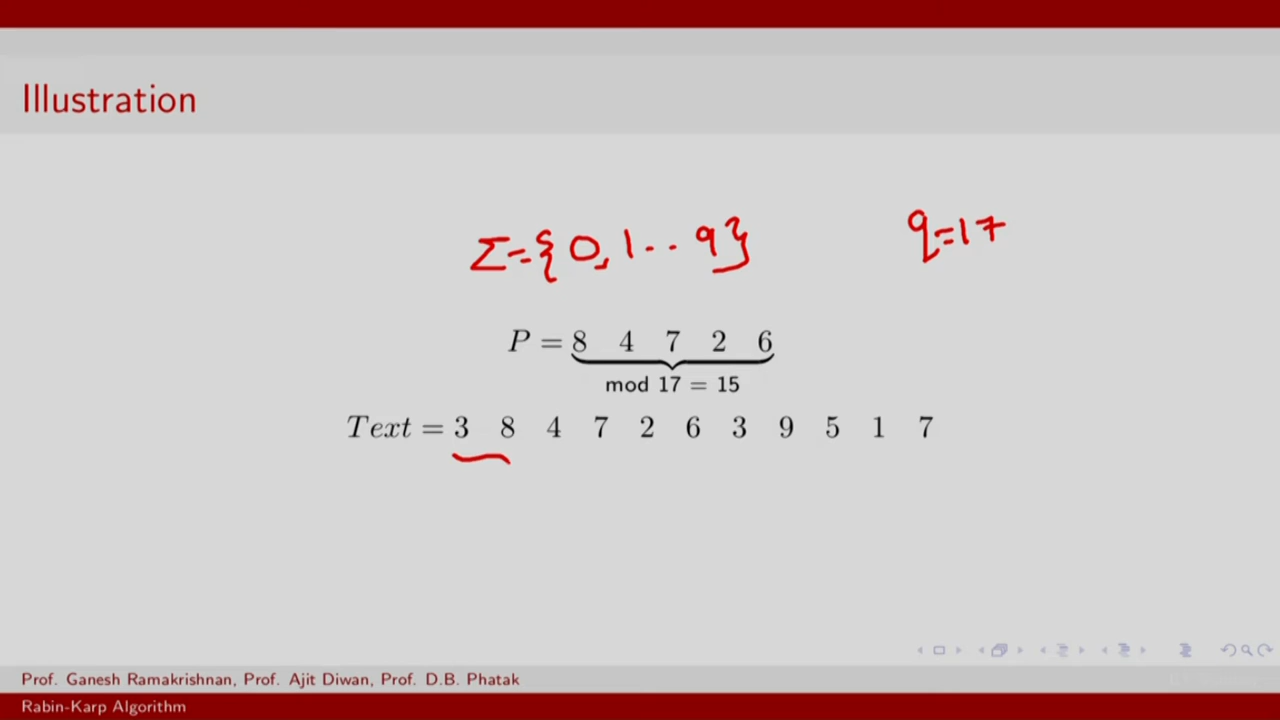 Illustration
Σ={0,1..9} q=17
P = 8 4 7 2 6
mod 17 = 15
Text = 3 8 4 7 2 6 3 9 5 1 7
Prof. Ganesh Ramakrishnan, Prof. Ajit Diwan, Prof. D.B. Phatak
Rabin-Karp Algorithm